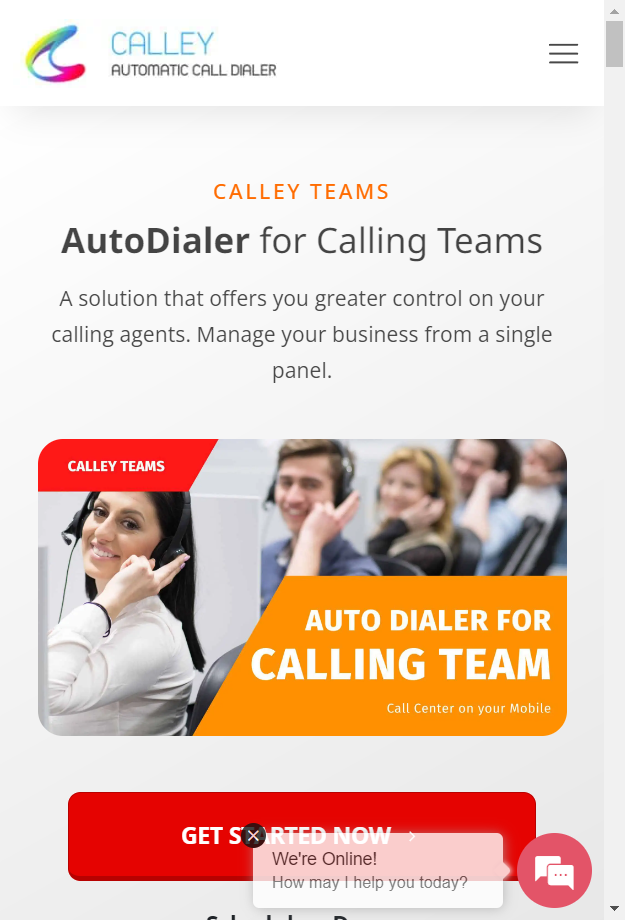 CALLEY
AUTOMATIC CALL DIALER
CALLEY TEAMS
AutoDialer for Calling Teams
A solution that offers you greater control on your
calling agents. Manage your business from a single
panel.
CALLEY TEAMS
AUTO DIALER FOR
CALLING TEAM
Call Center on your Mobile
GET STARTED NOW
We're Online!
How may I help you today?